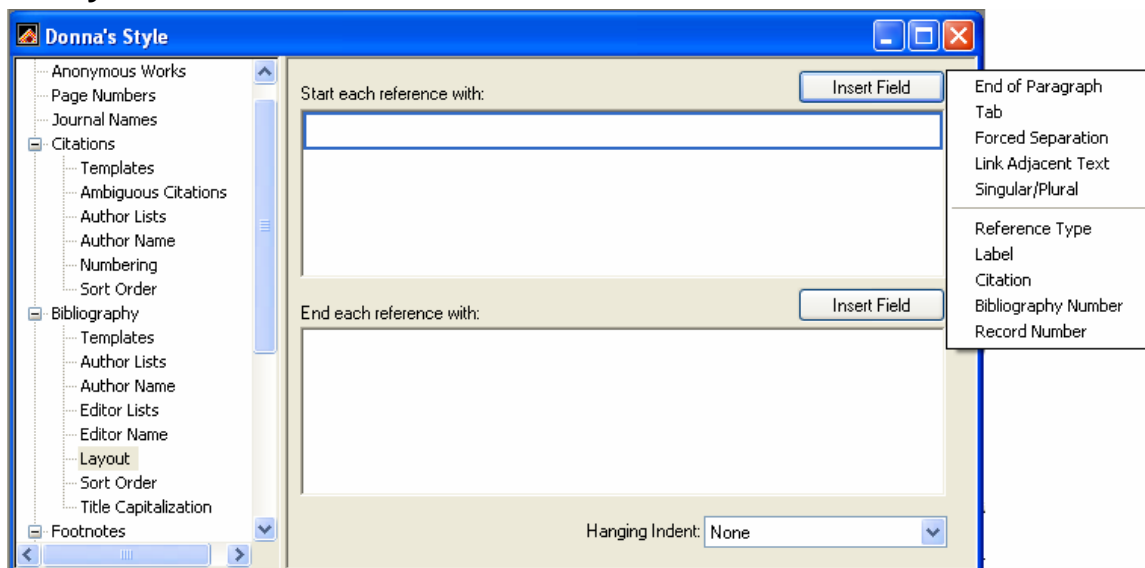 Donna's Style
Anonymous Works
Page Numbers
Journal Names
Citations
Templates
Ambiguous Citations
Author Lists
Author Name
Numbering
Sort Order
Bibliography
Templates
Author Lists
Author Name
Editor Lists
Editor Name
Layout
Sort Order
Title Capitalization
Footnotes
Start each reference with:
Insert Field
End of Paragraph
Tab
Forced Separation
Link Adjacent Text
Singular/Plural
Reference Type
Label
Citation
Bibliography Number
Record Number
End each reference with:
Insert Field
Hanging Indent: None